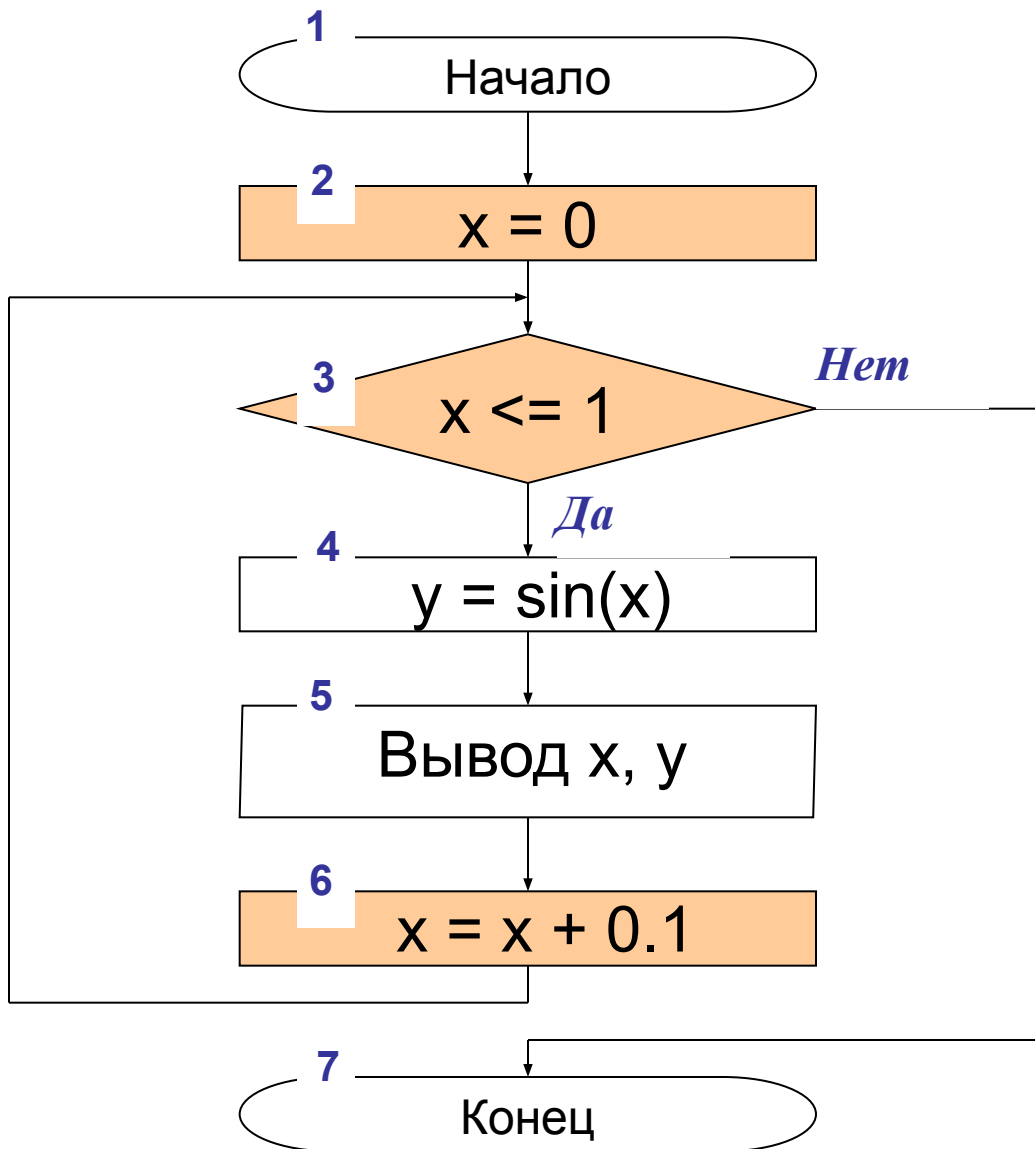 1
Начало
2
x = 0
3
x <= 1
Нет
Да
4
y = sin(x)
5
Вывод x, y
6
x = x + 0.1
7
Конец